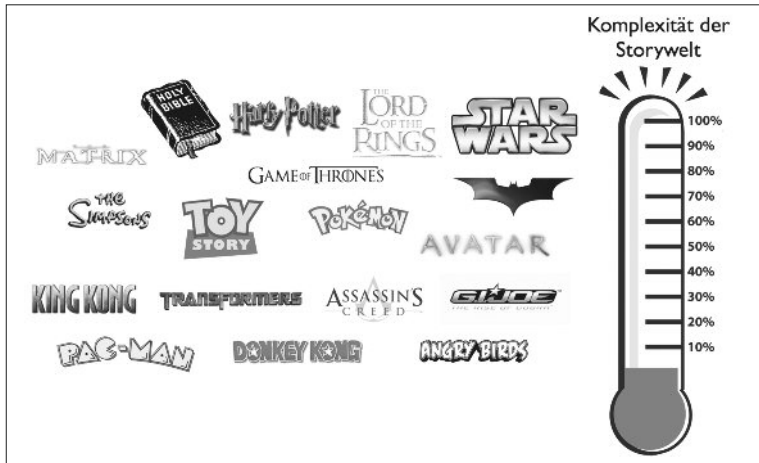 Komplexität der
Storywelt
HOLY
BIBLE
Harry Potter
THE
LORD
OF THE
RINGS
STAR
WARS
MATRIX
GAME OF THRONES
THE
SIMPSONS
TOY
STORY
POKÉMON
AVATAR
KING KONG
TRANSFORMERS
ASSASSIN'S
CREED
G.I. JOE
THE RISE OF COBRA
PAC-MAN
DONKEY KONG
ANGRY BIRDS
100%
90%
80%
70%
60%
50%
40%
30%
20%
10%